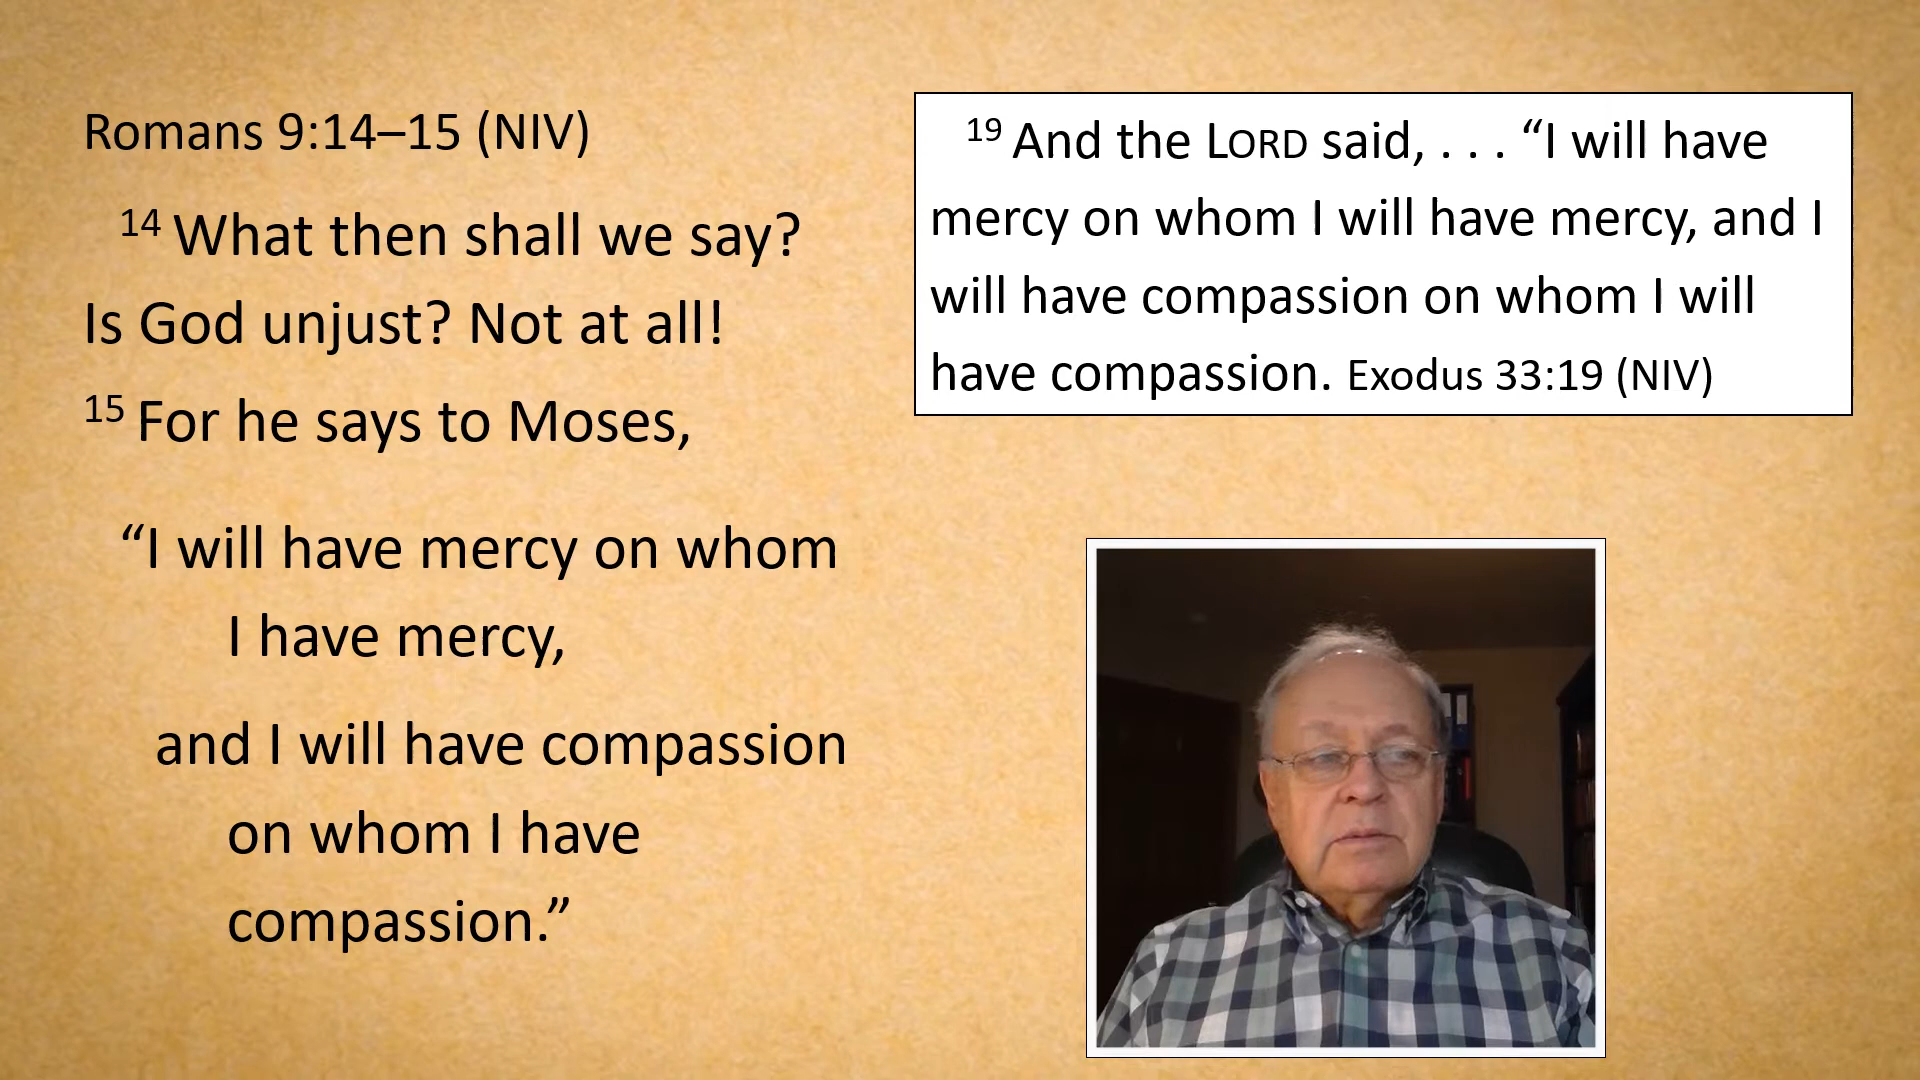 Romans 9:14–15 (NIV)
14 What then shall we say?
Is God unjust? Not at all!
15 For he says to Moses,
“I will have mercy on whom
I have mercy,
and I will have compassion
on whom I have
compassion.”
19 And the LORD said, . . . “I will have
mercy on whom I will have mercy, and I
will have compassion on whom I will
have compassion. Exodus 33:19 (NIV)